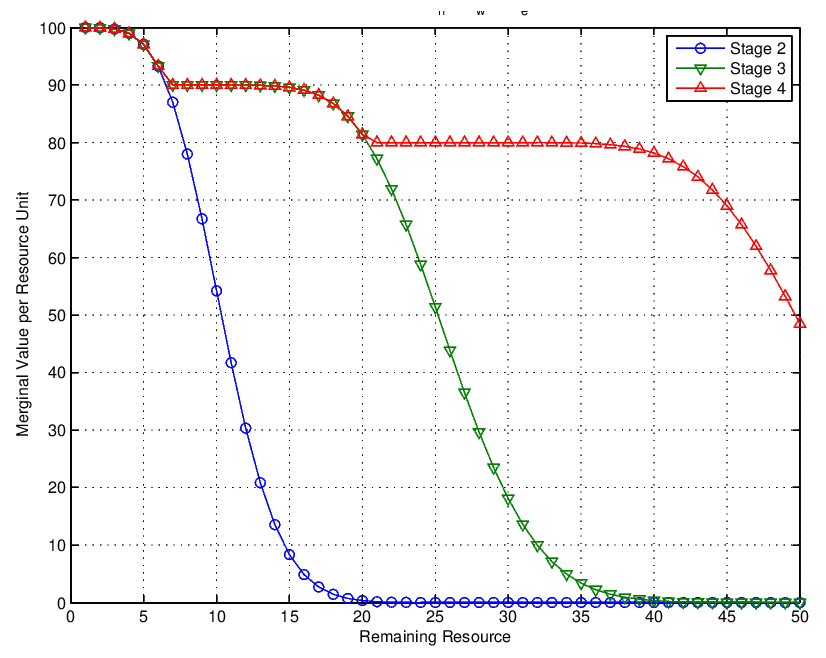 Stage 2
Stage 3
Stage 4
Merginal Value per Resource Unit
100
90
80
70
60
50
40
30
20
10
0
0 5 10 15 20 25 30 35 40 45 50
Remaining Resource